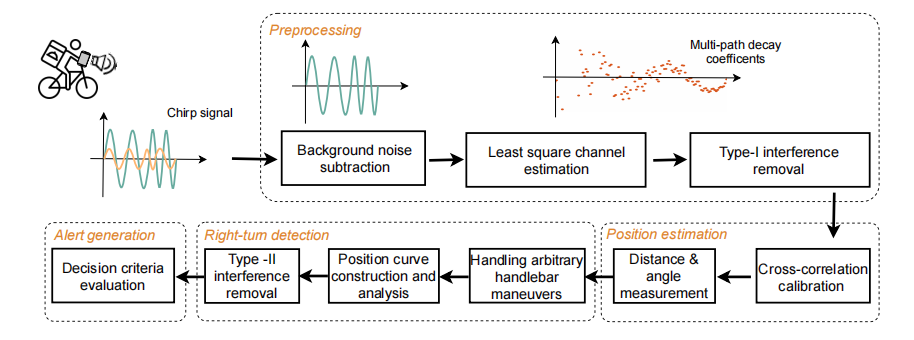 Preprocessing
Multi-path decay
coefficents
Chirp signal
Background noise
subtraction
Least square channel
estimation
Type-I interference
removal
Alert generation
Right-turn detection
Position estimation
Decision criteria
evaluation
Type -II
interference
removal
Position curve
construction and
analysis
Handling arbitrary
handlebar
maneuvers
Distance &
angle
measurement
Cross-correlation
calibration